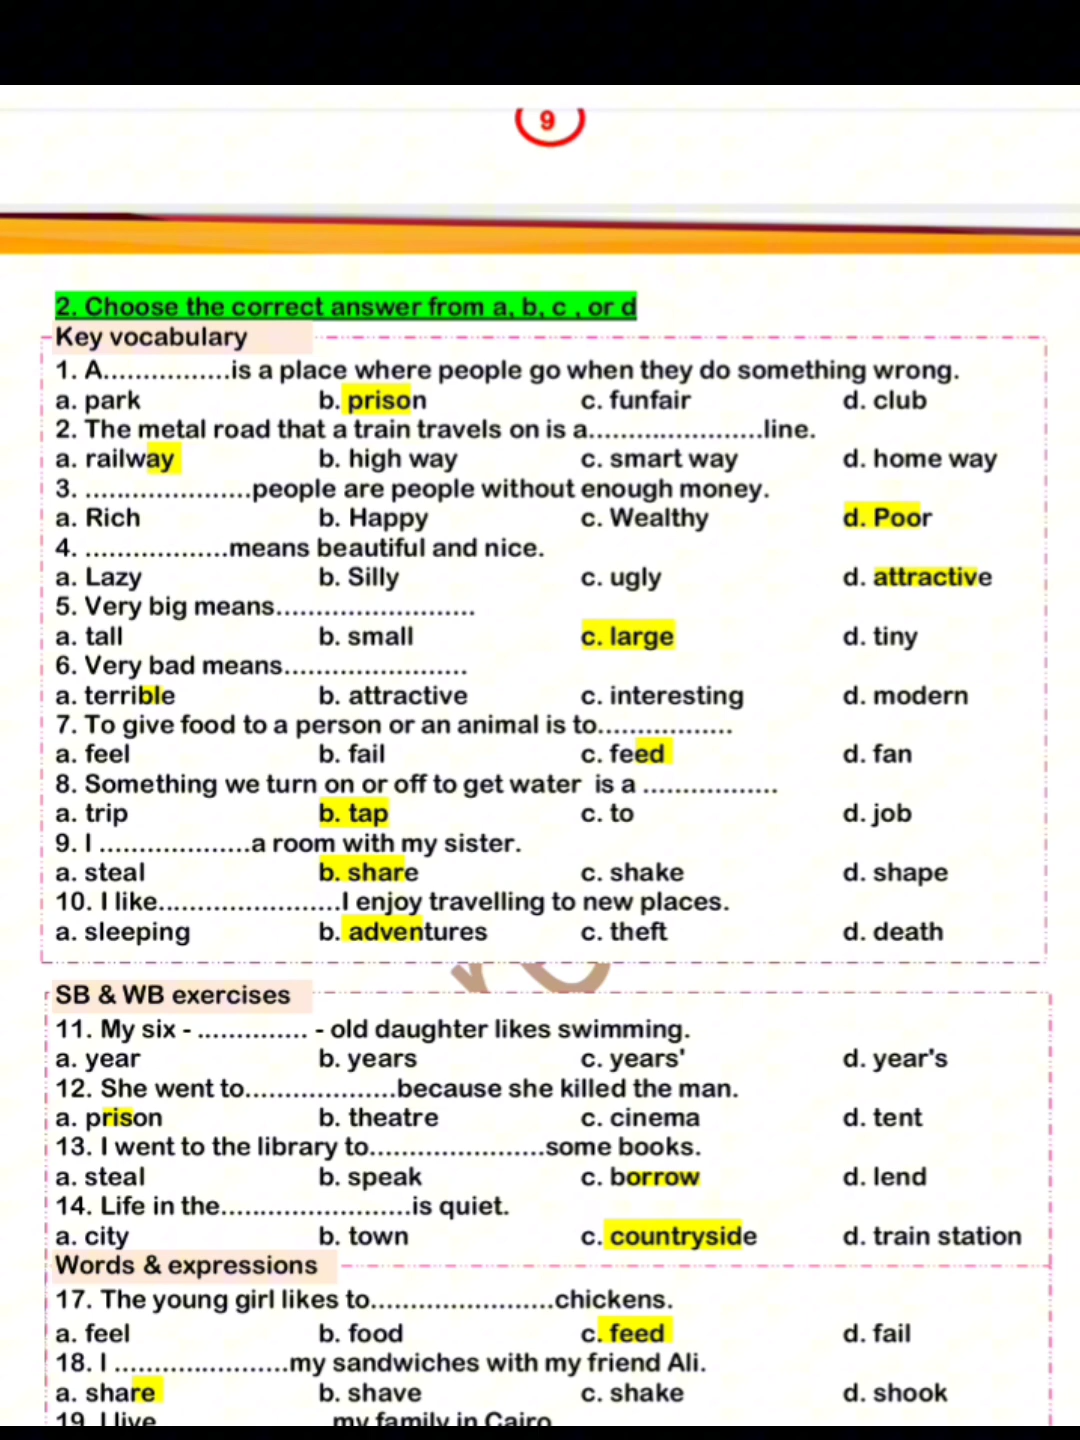 9
2. Choose the correct answer from a, b, c , or d
Key vocabulary
1. A................is a place where people go when they do something wrong.
a. park b. prison c. funfair d. club
2. The metal road that a train travels on is a......................line.
a. railway b. high way c. smart way d. home way
3. .....................people are people without enough money.
a. Rich b. Happy c. Wealthy d. Poor
4. ..................means beautiful and nice.
a. Lazy b. Silly c. ugly d. attractive
5. Very big means.........................
a. tall b. small c. large d. tiny
6. Very bad means.......................
a. terrible b. attractive c. interesting d. modern
7. To give food to a person or an animal is to.................
a. feel b. fail c. feed d. fan
8. Something we turn on or off to get water is a .................
a. trip b. tap c. to d. job
9. I ...................a room with my sister.
a. steal b. share c. shake d. shape
10. I like.......................I enjoy travelling to new places.
a. sleeping b. adventures c. theft d. death
SB & WB exercises
11. My six - .............. - old daughter likes swimming.
a. year b. years c. years' d. year's
12. She went to...................because she killed the man.
a. prison b. theatre c. cinema d. tent
13. I went to the library to......................some books.
a. steal b. speak c. borrow d. lend
14. Life in the........................is quiet.
a. city b. town c. countryside d. train station
Words & expressions
17. The young girl likes to.......................chickens.
a. feel b. food c. feed d. fail
18. I ......................my sandwiches with my friend Ali.
a. share b. shave c. shake d. shook
19. I live my family in Cairo